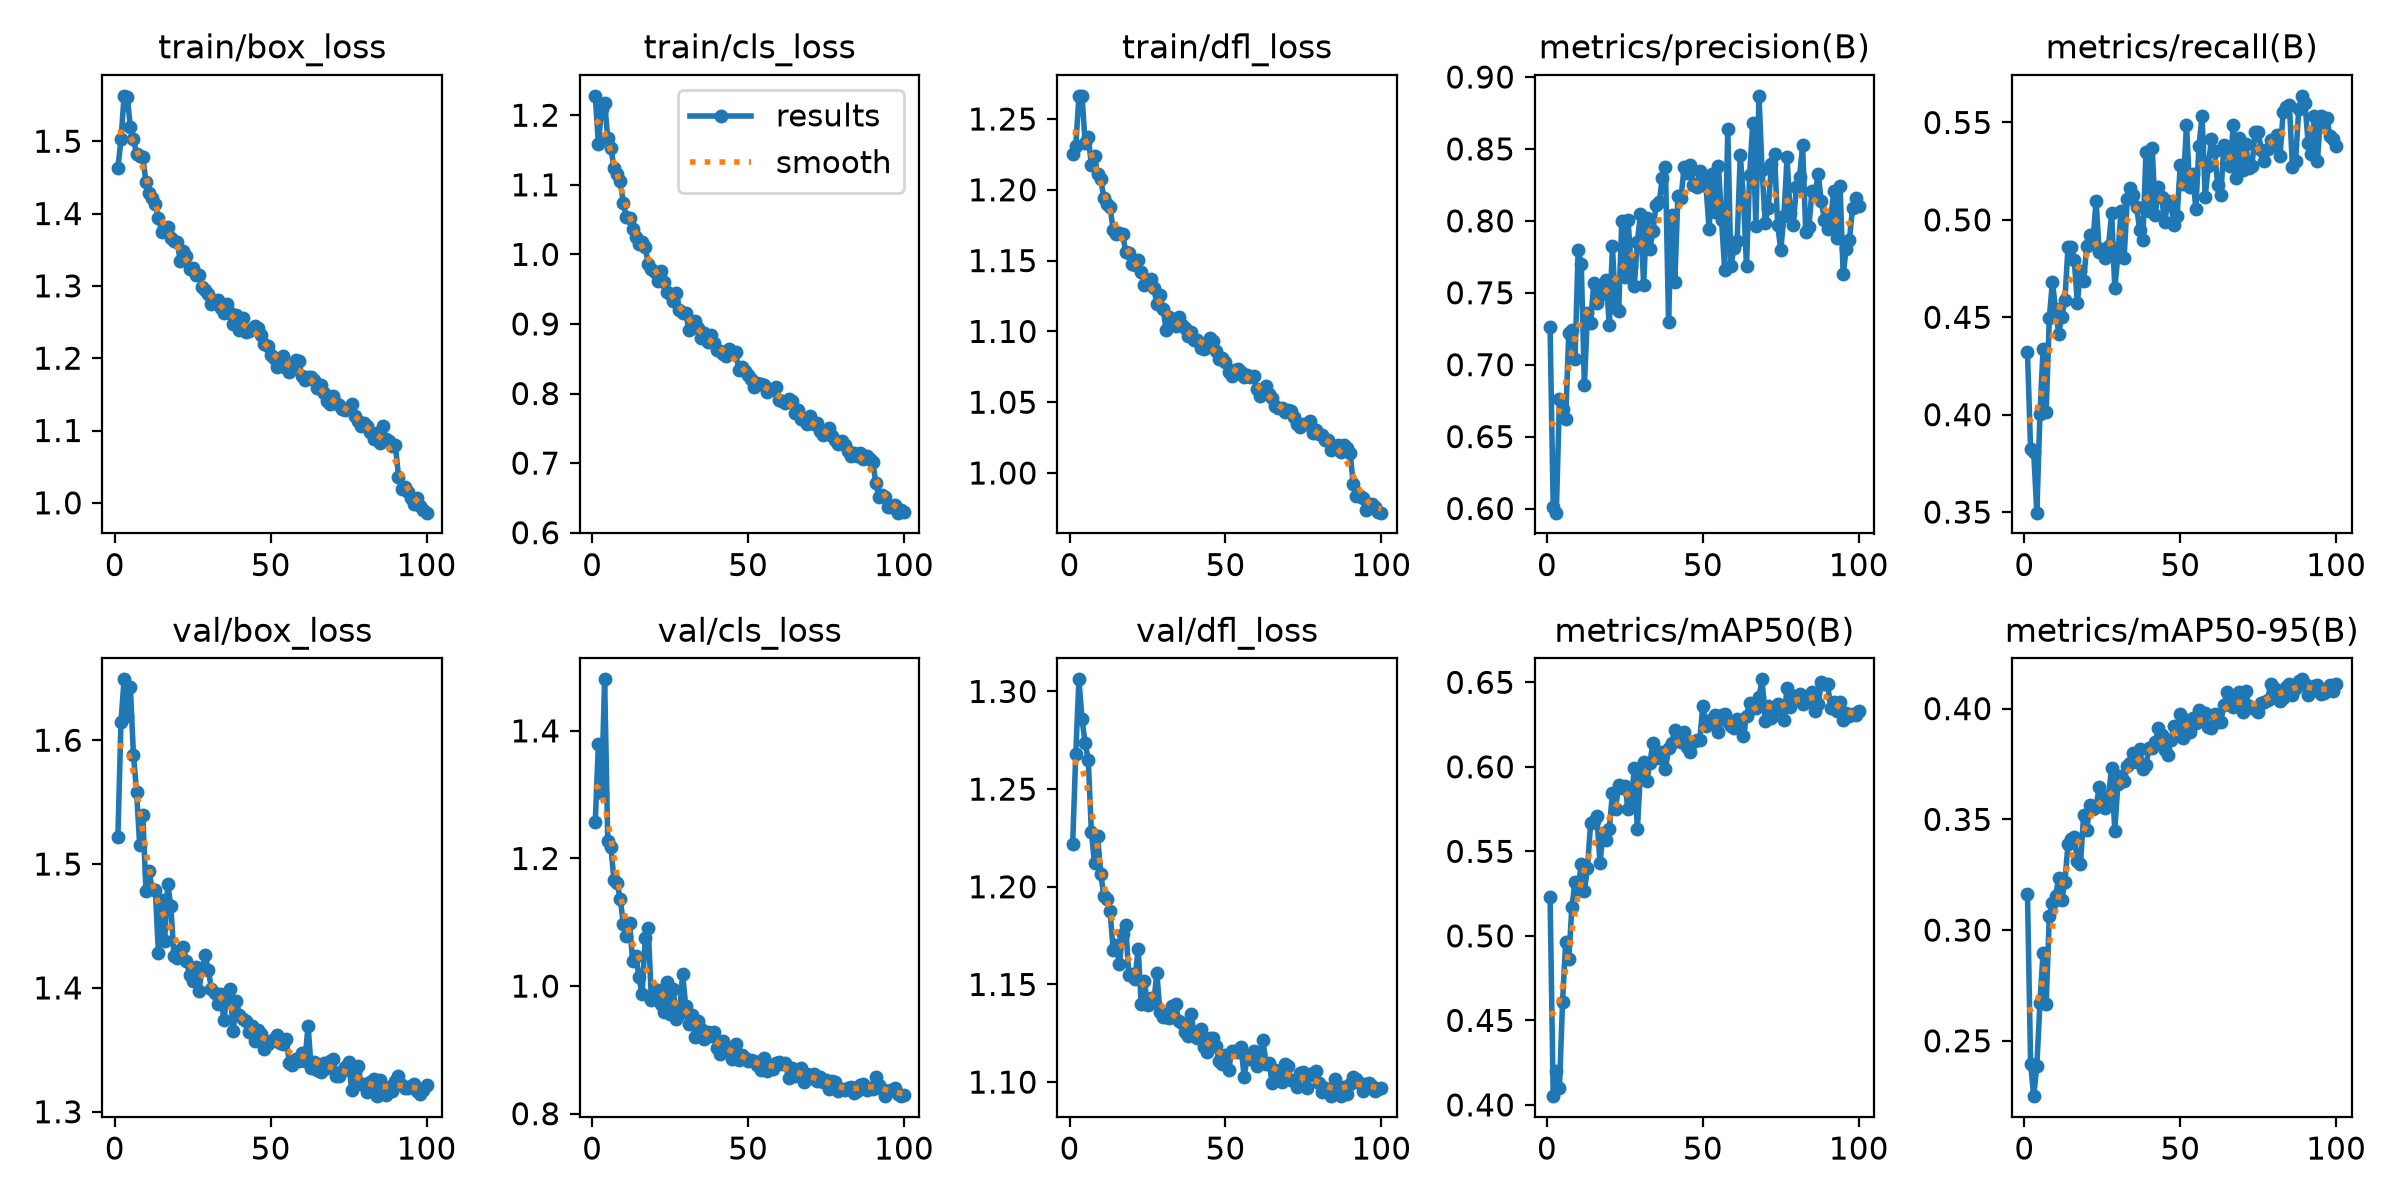 train/box_loss
1.5
1.4
1.3
1.2
1.1
1.0
0 50 100
train/cls_loss
results
smooth
1.2
1.1
1.0
0.9
0.8
0.7
0.6
0 50 100
train/dfl_loss
1.25
1.20
1.15
1.10
1.05
1.00
0 50 100
metrics/precision(B)
0.90
0.85
0.80
0.75
0.70
0.65
0.60
0 50 100
metrics/recall(B)
0.55
0.50
0.45
0.40
0.35
0 50 100
val/box_loss
1.6
1.5
1.4
1.3
0 50 100
val/cls_loss
1.4
1.2
1.0
0.8
0 50 100
val/dfl_loss
1.30
1.25
1.20
1.15
1.10
0 50 100
metrics/mAP50(B)
0.65
0.60
0.55
0.50
0.45
0.40
0 50 100
metrics/mAP50-95(B)
0.40
0.35
0.30
0.25
0 50 100